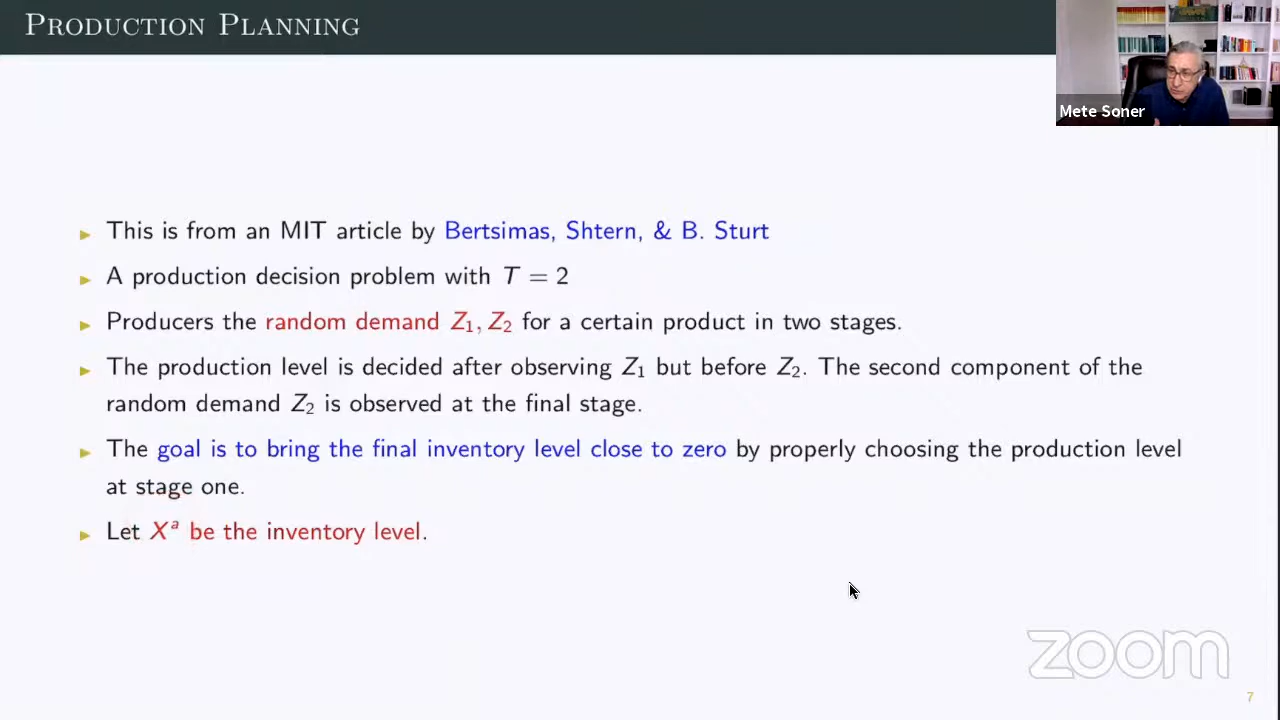 Production Planning
Mete Soner
▶ This is from an MIT article by Bertsimas, Shtern, & B. Sturt
▶ A production decision problem with T = 2
▶ Producers the random demand Z₁, Z₂ for a certain product in two stages.
▶ The production level is decided after observing Z₁ but before Z₂. The second component of the
random demand Z₂ is observed at the final stage.
▶ The goal is to bring the final inventory level close to zero by properly choosing the production level
at stage one.
▶ Let Xᵃ be the inventory level.
zoom
7